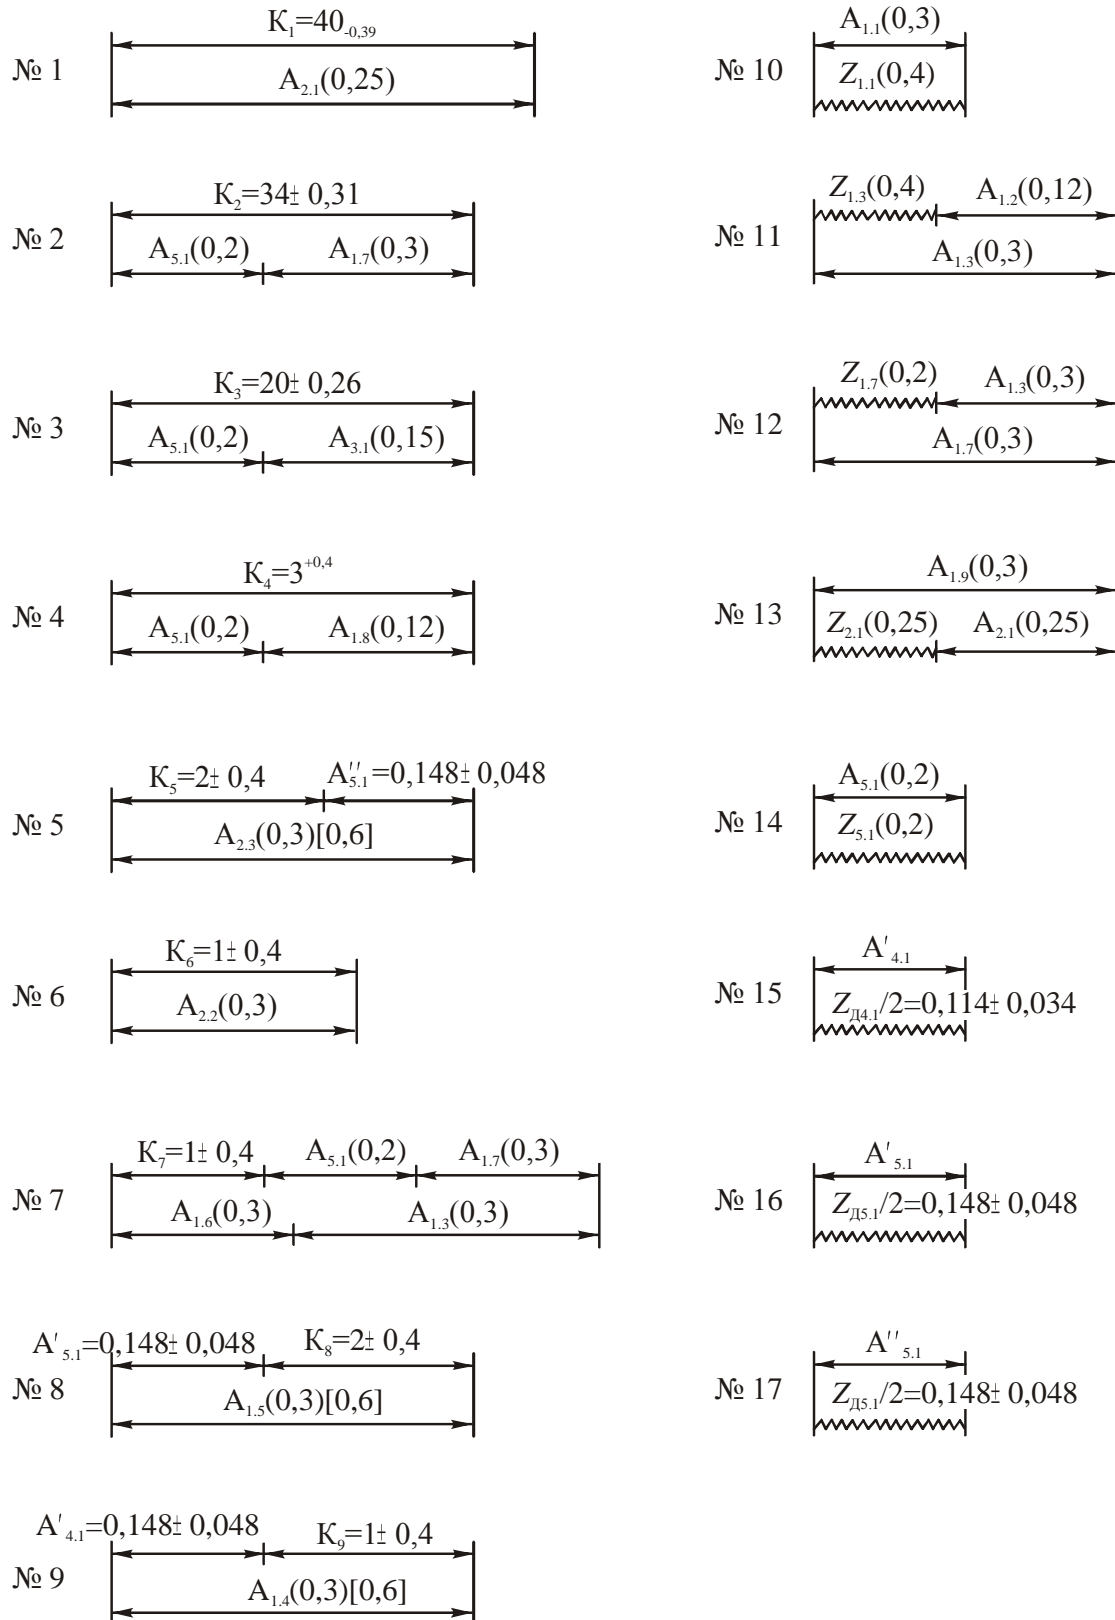 К₁=40₋₀,₃₉
№ 1
А₂.₁(0,25)
К₂=34± 0,31
№ 2
А₅.₁(0,2) А₁.₇(0,3)
К₃=20± 0,26
№ 3
А₅.₁(0,2) А₃.₁(0,15)
К₄=3⁺⁰,⁴
№ 4
А₅.₁(0,2) А₁.₈(0,12)
К₅=2± 0,4 А′′₅.₁=0,148± 0,048
№ 5
А₂.₃(0,3)[0,6]
К₆=1± 0,4
№ 6
А₂.₂(0,3)
К₇=1± 0,4 А₅.₁(0,2) А₁.₇(0,3)
№ 7
А₁.₆(0,3) А₁.₃(0,3)
А′₅.₁=0,148± 0,048 К₈=2± 0,4
№ 8
А₁.₅(0,3)[0,6]
А′₄.₁=0,148± 0,048 К₉=1± 0,4
№ 9
А₁.₄(0,3)[0,6]
А₁.₁(0,3)
№ 10
Z₁.₁(0,4)
Z₁.₃(0,4) А₁.₂(0,12)
№ 11
А₁.₃(0,3)
Z₁.₇(0,2) А₁.₃(0,3)
№ 12
А₁.₇(0,3)
А₁.₉(0,3)
№ 13
Z₂.₁(0,25) А₂.₁(0,25)
А₅.₁(0,2)
№ 14
Z₅.₁(0,2)
А′₄.₁
№ 15
Z_Д₄.₁/2=0,114± 0,034
А′₅.₁
№ 16
Z_Д₅.₁/2=0,148± 0,048
А′′₅.₁
№ 17
Z_Д₅.₁/2=0,148± 0,048